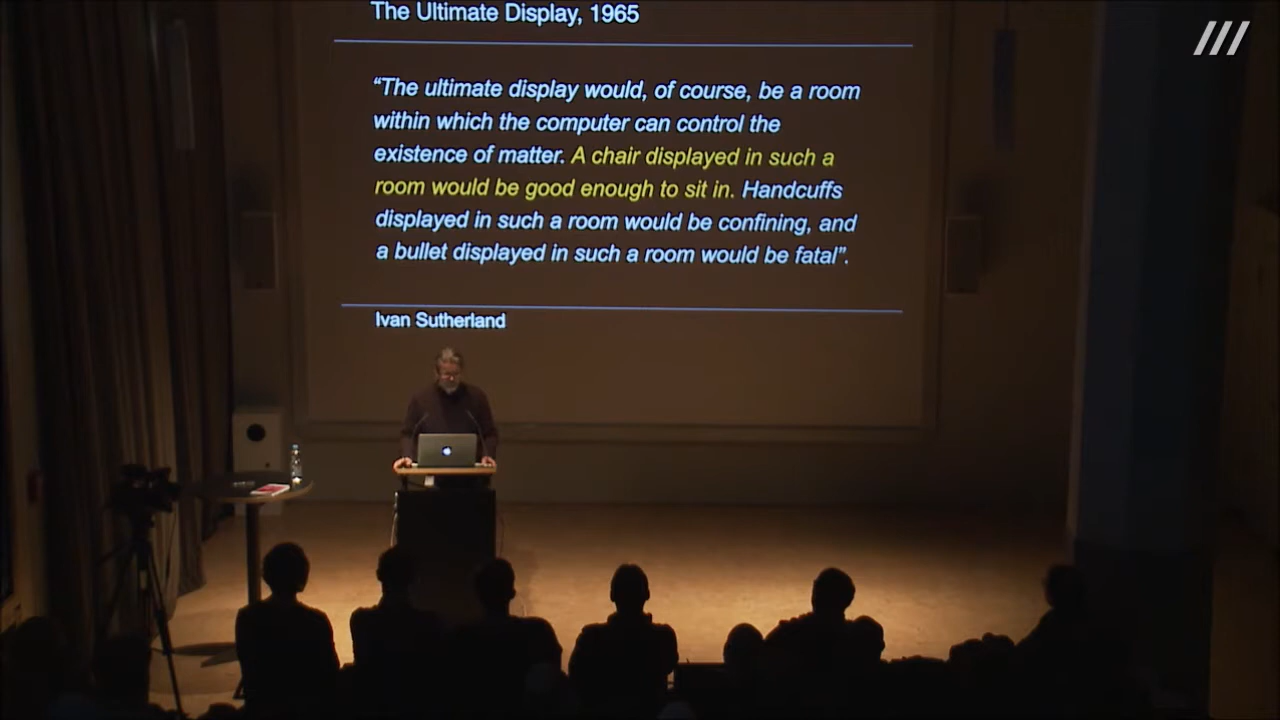 The Ultimate Display, 1965
“The ultimate display would, of course, be a room
within which the computer can control the
existence of matter. A chair displayed in such a
room would be good enough to sit in. Handcuffs
displayed in such a room would be confining, and
a bullet displayed in such a room would be fatal”.
Ivan Sutherland